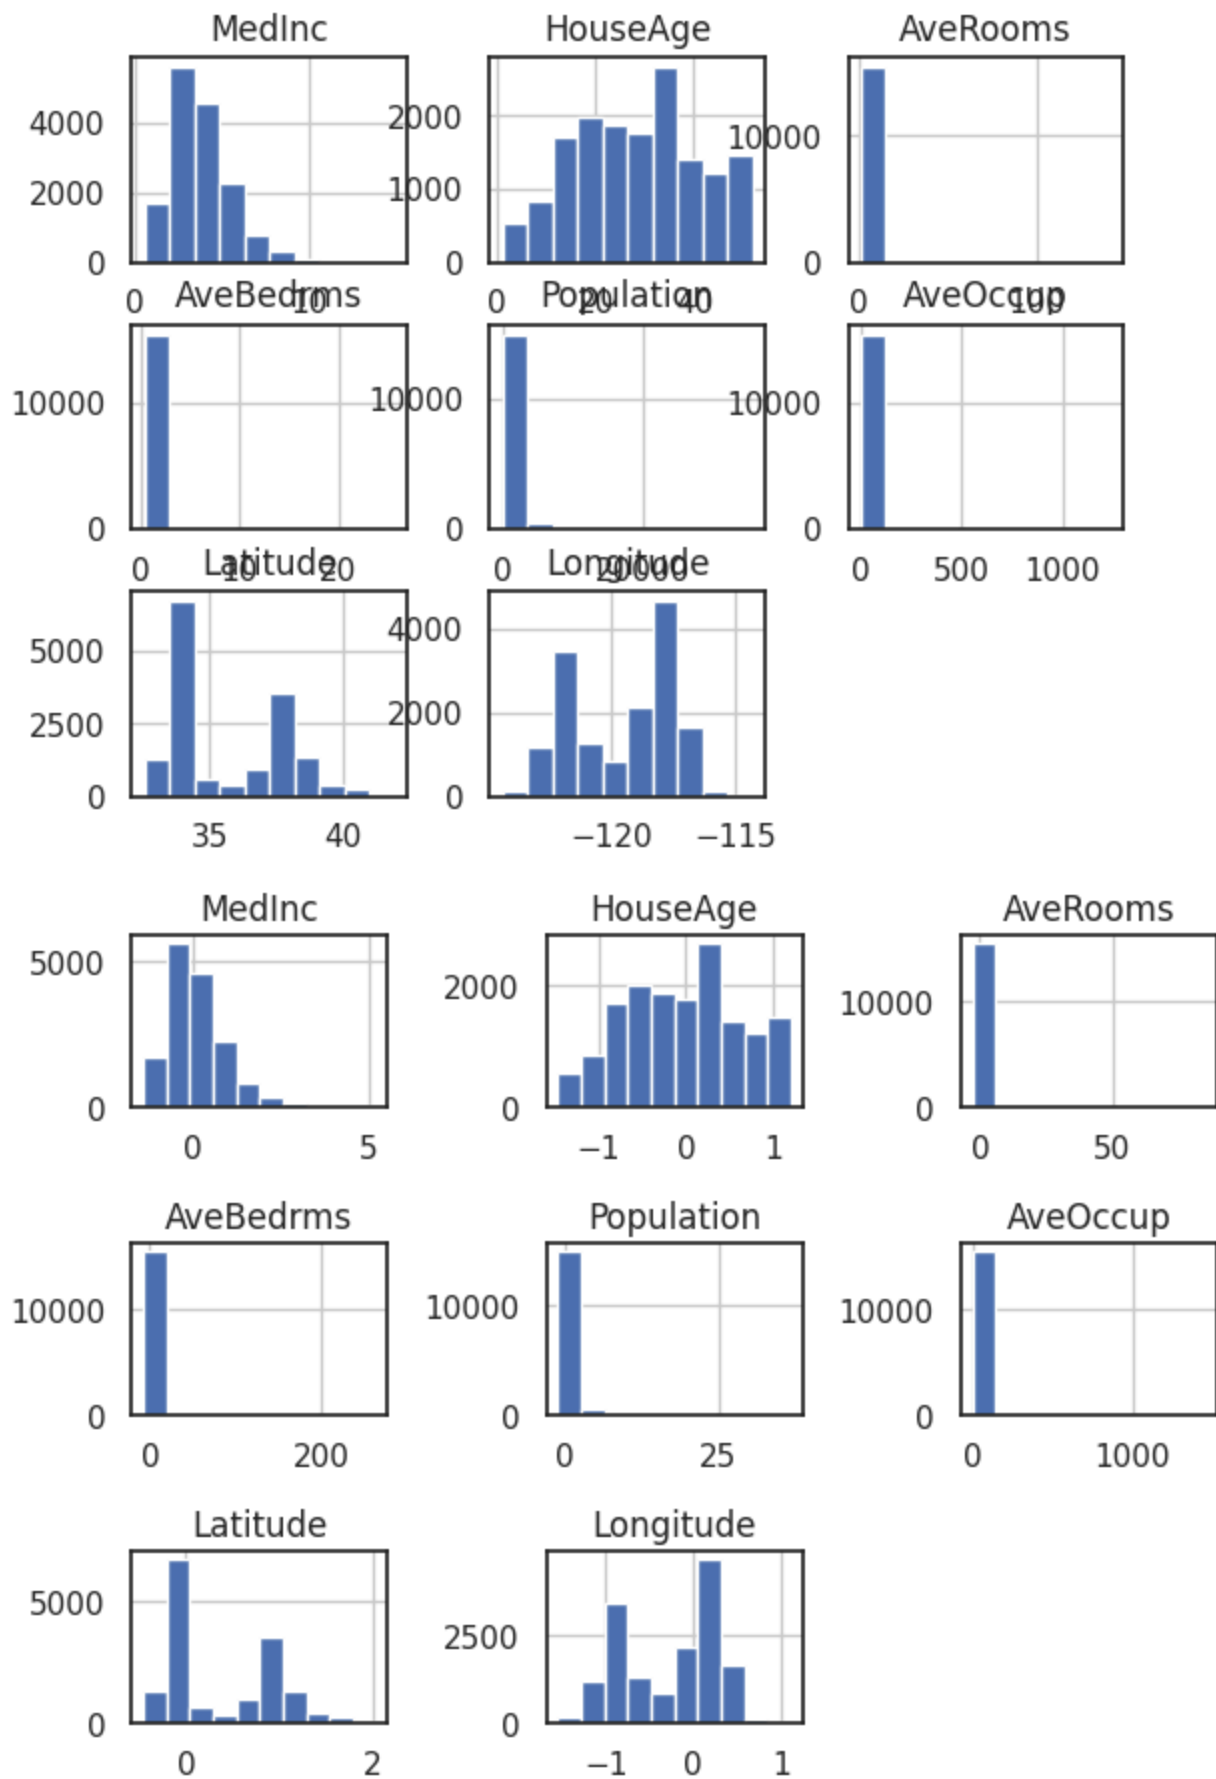 MedInc HouseAge AveRooms
4000 2000 10000
2000 1000
0 0 0
0 10 0 20 40 0 100
AveBedrms Population AveOccup
10000 10000 10000
0 0 0
0 10 20 0 20000 0 500 1000
Latitude Longitude
5000 4000
2500 2000
0 0
35 40 −120 −115
MedInc HouseAge AveRooms
5000 2000 10000
0 0 0
0 5 −1 0 1 0 50
AveBedrms Population AveOccup
10000 10000 10000
0 0 0
0 200 0 25 0 1000
Latitude Longitude
5000 2500
0 0
0 2 −1 0 1